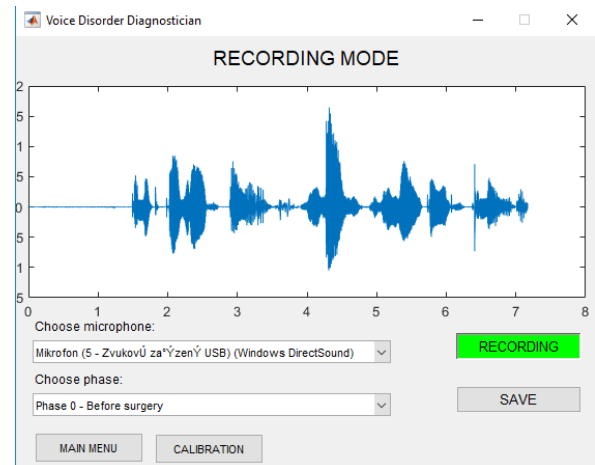 Voice Disorder Diagnostician
RECORDING MODE
2
5
1
5
0
5
1
5
0 1 2 3 4 5 6 7 8
Choose microphone:
Mikrofon (5 - ZvukovÚ za°ÝzenÝ USB) (Windows DirectSound)
RECORDING
Choose phase:
Phase 0 - Before surgery
SAVE
MAIN MENU CALIBRATION